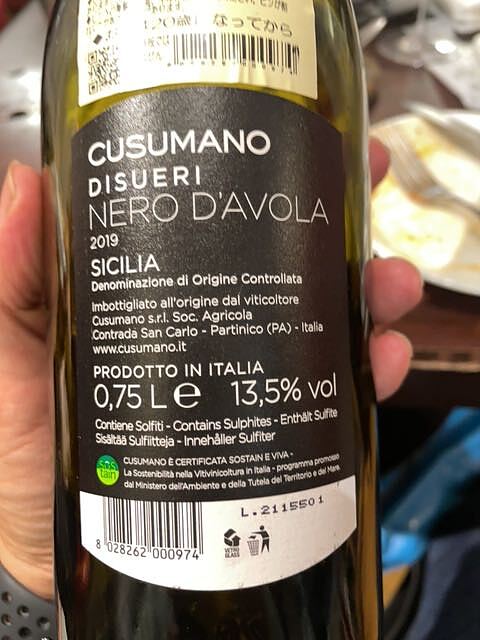 20歳になってから
CUSUMANO
DISUERI
NERO D'AVOLA
2019
SICILIA
Denominazione di Origine Controllata
Imbottigliato all'origine dal viticoltore
Cusumano s.r.l. Soc. Agricola
Contrada San Carlo - Partinico (PA) - Italia
www.cusumano.it
PRODOTTO IN ITALIA
0,75 L e 13,5% vol
Contiene Solfiti - Contains Sulphites - Enthält Sulfite
Sisältää Sulfiitteja - Innehåller Sulfiter
SOS
tain
CUSUMANO È CERTIFICATA SOSTAIN E VIVA -
La Sostenibilità nella Vitivinicoltura in Italia - programma promosso
dal Ministero dell'Ambiente e della Tutela del Territorio e del Mare.
L.2115501
8 028262 000974
VETRO
GLASS